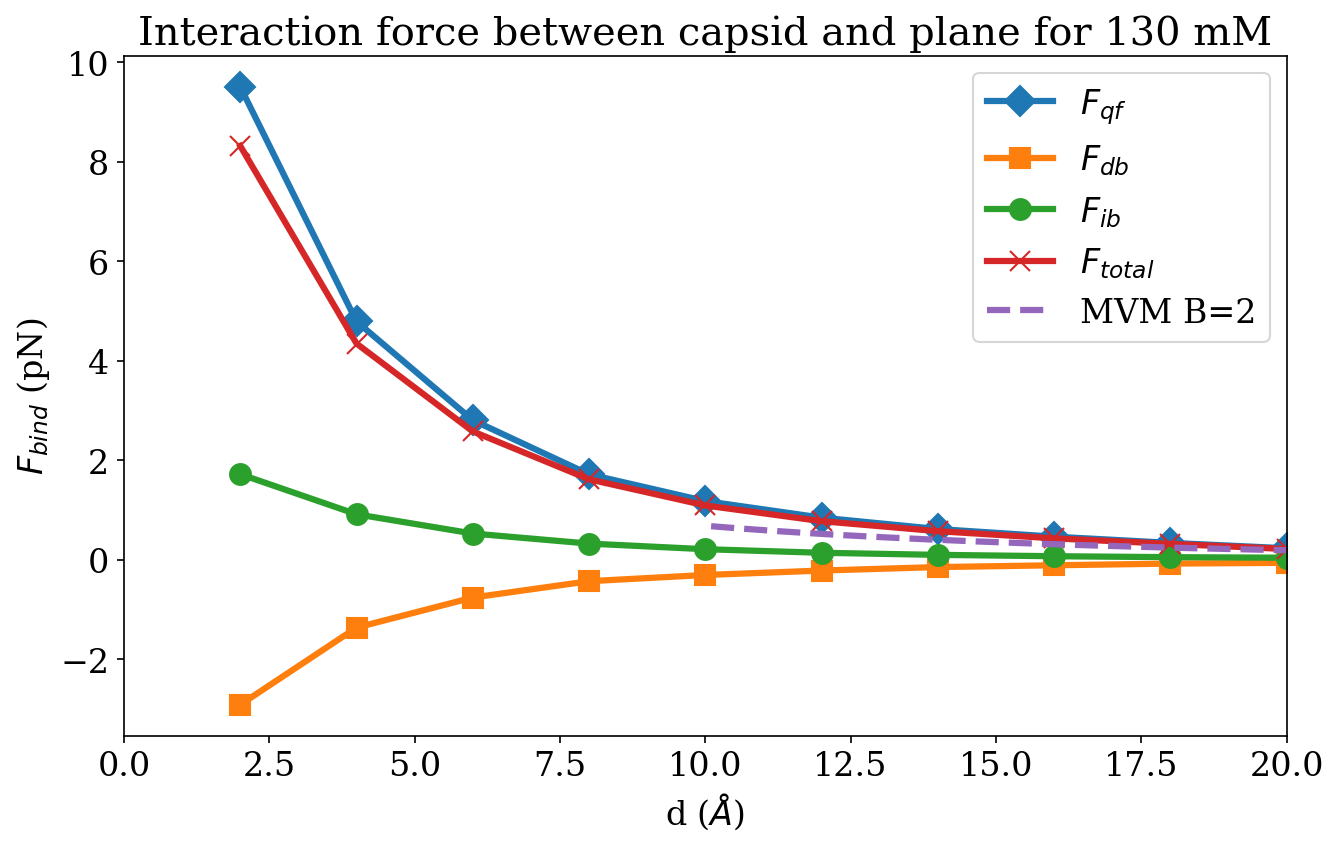 Interaction force between capsid and plane for 130 mM
10
8
6
4
2
0
−2
F_bind (pN)
F_qf
F_db
F_ib
F_total
MVM B=2
0.0 2.5 5.0 7.5 10.0 12.5 15.0 17.5 20.0
d (Å)